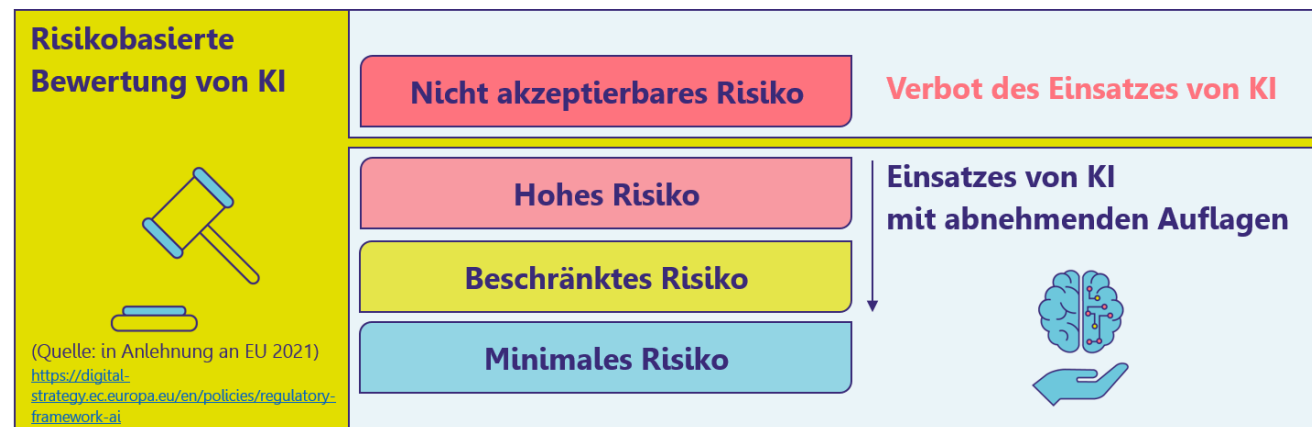 Risikobasierte
Bewertung von KI
(Quelle: in Anlehnung an EU 2021)
https://digital-
strategy.ec.europa.eu/en/policies/regulatory-
framework-ai
Nicht akzeptierbares Risiko
Verbot des Einsatzes von KI
Hohes Risiko
Beschränktes Risiko
Minimales Risiko
Einsatzes von KI
mit abnehmenden Auflagen